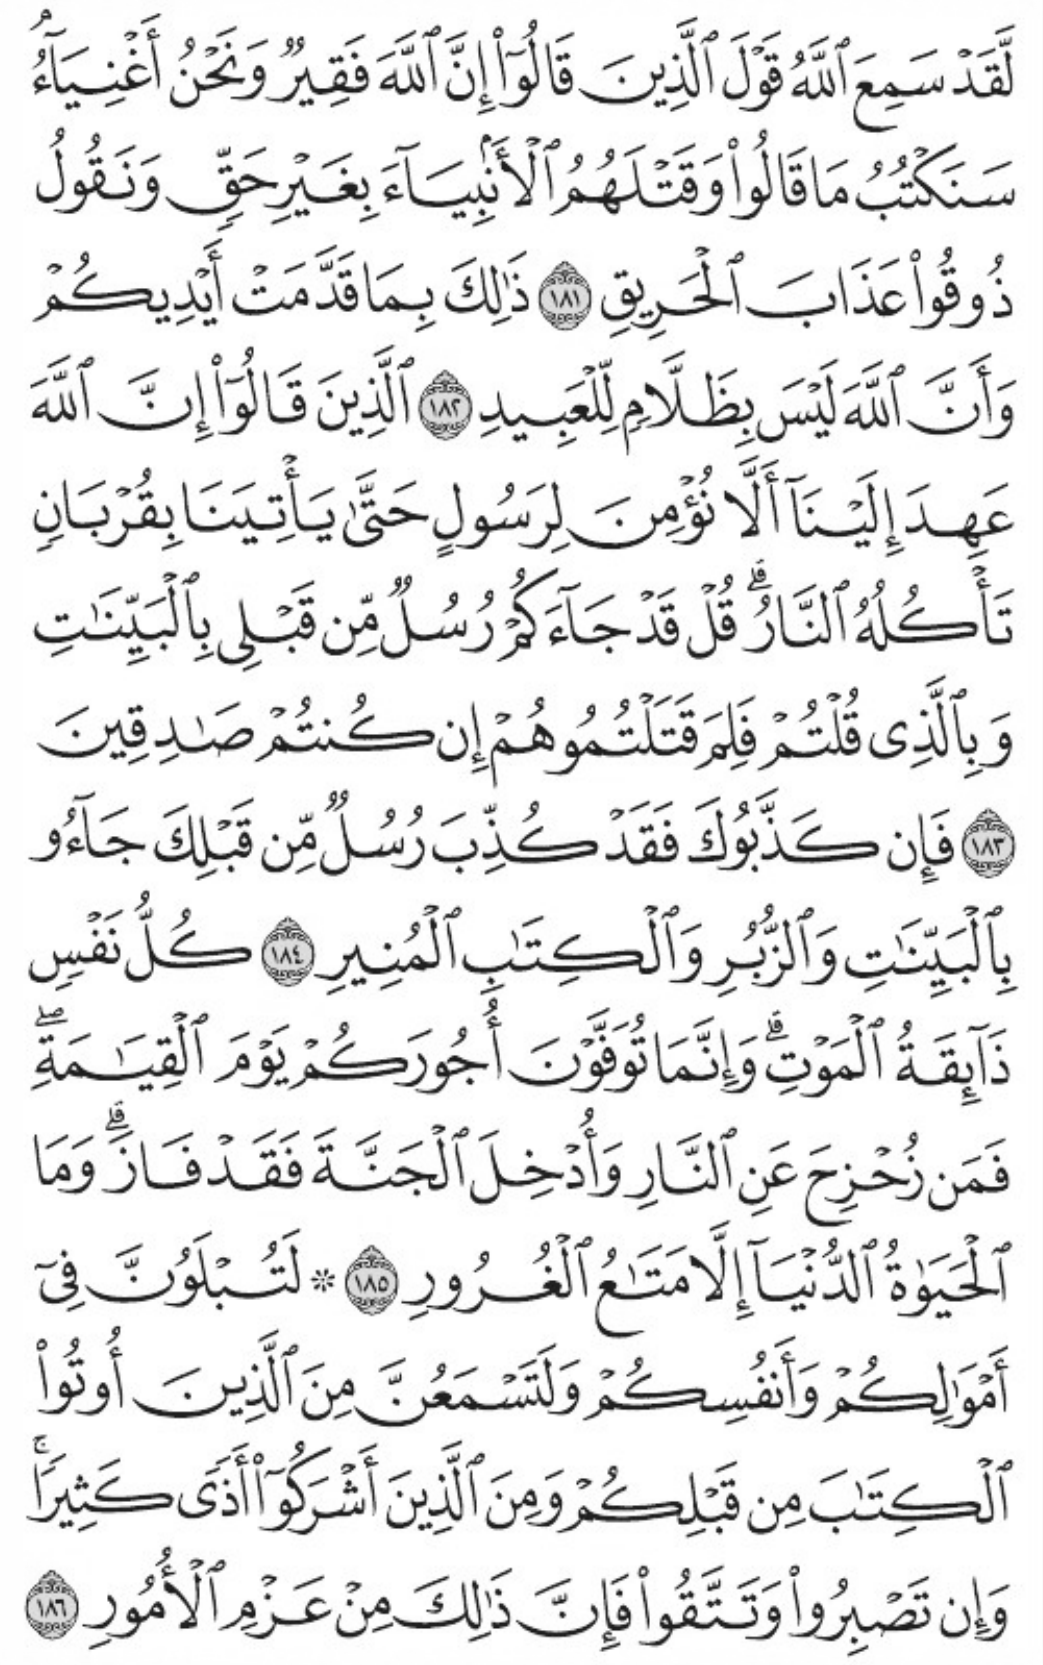 لَّقَدْ سَمِعَ ٱللَّهُ قَوْلَ ٱلَّذِينَ قَالُوٓا۟ إِنَّ ٱللَّهَ فَقِيرٌ وَنَحْنُ أَغْنِيَآءُ ۘ
سَنَكْتُبُ مَا قَالُوا۟ وَقَتْلَهُمُ ٱلْأَنۢبِيَآءَ بِغَيْرِ حَقٍّ وَنَقُولُ
ذُوقُوا۟ عَذَابَ ٱلْحَرِيقِ ١٨١ ذَٰلِكَ بِمَا قَدَّمَتْ أَيْدِيكُمْ
وَأَنَّ ٱللَّهَ لَيْسَ بِظَلَّامٍ لِّلْعَبِيدِ ١٨٢ ٱلَّذِينَ قَالُوٓا۟ إِنَّ ٱللَّهَ
عَهِدَ إِلَيْنَآ أَلَّا نُؤْمِنَ لِرَسُولٍ حَتَّىٰ يَأْتِيَنَا بِقُرْبَانٍ
تَأْكُلُهُ ٱلنَّارُ ۗ قُلْ قَدْ جَآءَكُمْ رُسُلٌ مِّن قَبْلِى بِٱلْبَيِّنَٰتِ
وَبِٱلَّذِى قُلْتُمْ فَلِمَ قَتَلْتُمُوهُمْ إِن كُنتُمْ صَٰدِقِينَ
١٨٣ فَإِن كَذَّبُوكَ فَقَدْ كُذِّبَ رُسُلٌ مِّن قَبْلِكَ جَآءُو
بِٱلْبَيِّنَٰتِ وَٱلزُّبُرِ وَٱلْكِتَٰبِ ٱلْمُنِيرِ ١٨٤ كُلُّ نَفْسٍ
ذَآئِقَةُ ٱلْمَوْتِ ۗ وَإِنَّمَا تُوَفَّوْنَ أُجُورَكُمْ يَوْمَ ٱلْقِيَٰمَةِ ۖ
فَمَن زُحْزِحَ عَنِ ٱلنَّارِ وَأُدْخِلَ ٱلْجَنَّةَ فَقَدْ فَازَ ۗ وَمَا
ٱلْحَيَوٰةُ ٱلدُّنْيَآ إِلَّا مَتَٰعُ ٱلْغُرُورِ ١٨٥ * لَتُبْلَوُنَّ فِىٓ
أَمْوَٰلِكُمْ وَأَنفُسِكُمْ وَلَتَسْمَعُنَّ مِنَ ٱلَّذِينَ أُوتُوا۟
ٱلْكِتَٰبَ مِن قَبْلِكُمْ وَمِنَ ٱلَّذِينَ أَشْرَكُوٓا۟ أَذًى كَثِيرًا ۚ
وَإِن تَصْبِرُوا۟ وَتَتَّقُوا۟ فَإِنَّ ذَٰلِكَ مِنْ عَزْمِ ٱلْأُمُورِ ١٨٦